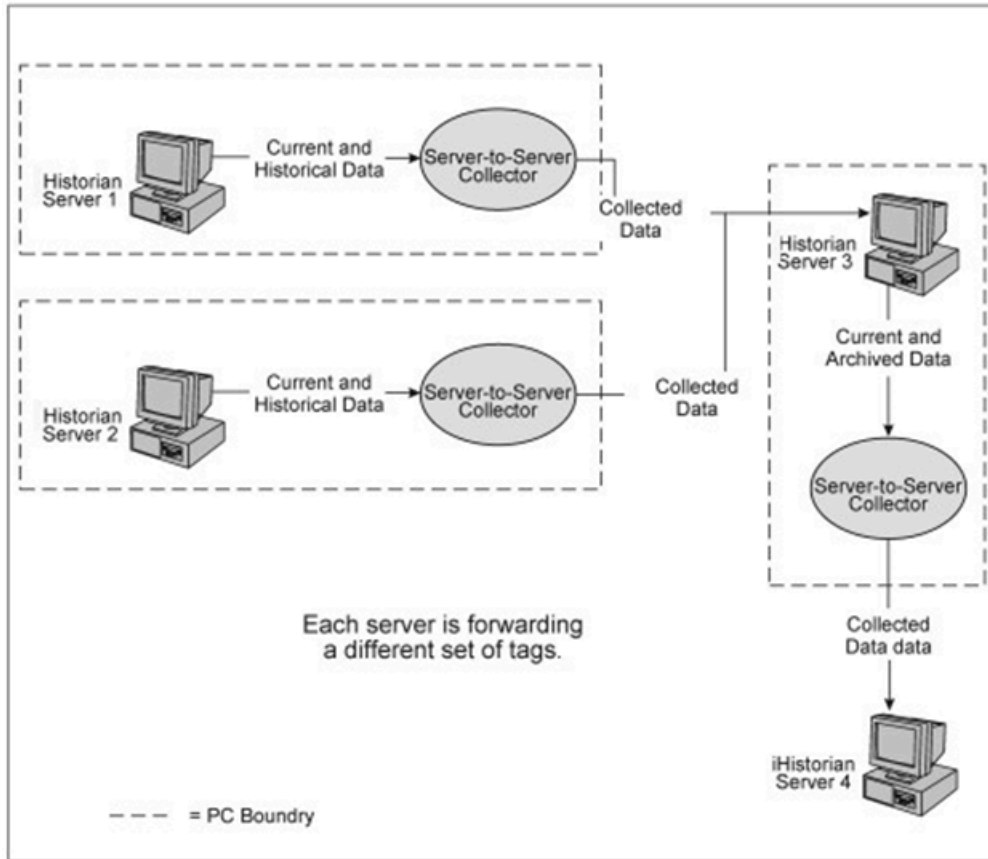 Historian
Server 1
Current and
Historical Data
Server-to-Server
Collector
Collected
Data
Historian
Server 2
Current and
Historical Data
Server-to-Server
Collector
Collected
Data
Historian
Server 3
Current and
Archived Data
Server-to-Server
Collector
Collected
Data data
iHistorian
Server 4
Each server is forwarding
a different set of tags.
= PC Boundry